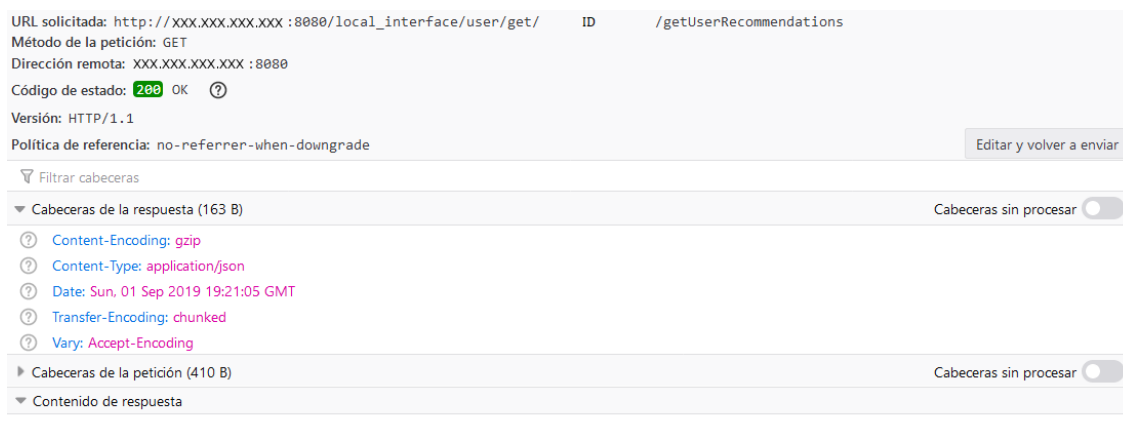 URL solicitada: http://XXX.XXX.XXX.XXX :8080/local_interface/user/get/ ID /getUserRecommendations
Método de la petición: GET
Dirección remota: XXX.XXX.XXX.XXX :8080
Código de estado: 200 OK ?
Versión: HTTP/1.1
Política de referencia: no-referrer-when-downgrade Editar y volver a enviar
Filtrar cabeceras
Cabeceras de la respuesta (163 B) Cabeceras sin procesar
? Content-Encoding: gzip
? Content-Type: application/json
? Date: Sun, 01 Sep 2019 19:21:05 GMT
? Transfer-Encoding: chunked
? Vary: Accept-Encoding
Cabeceras de la petición (410 B) Cabeceras sin procesar
Contenido de respuesta